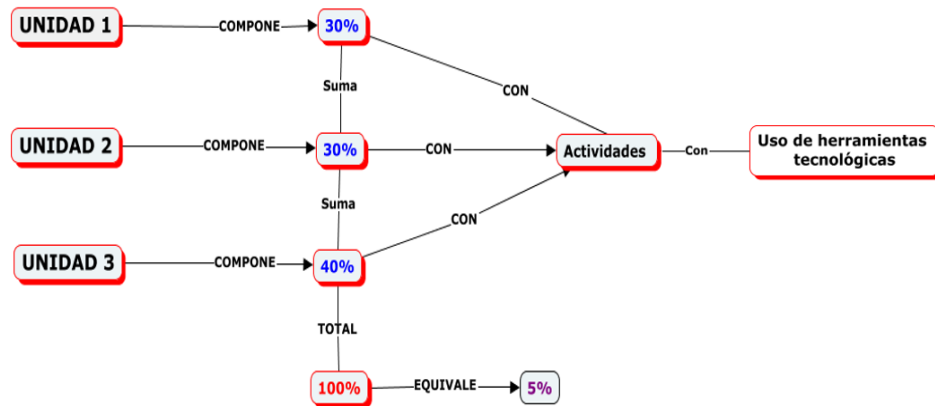 UNIDAD 1
COMPONE
30%
Suma
CON
UNIDAD 2
COMPONE
30%
CON
Actividades
Con
Uso de herramientas
tecnológicas
Suma
CON
UNIDAD 3
COMPONE
40%
TOTAL
100%
EQUIVALE
5%